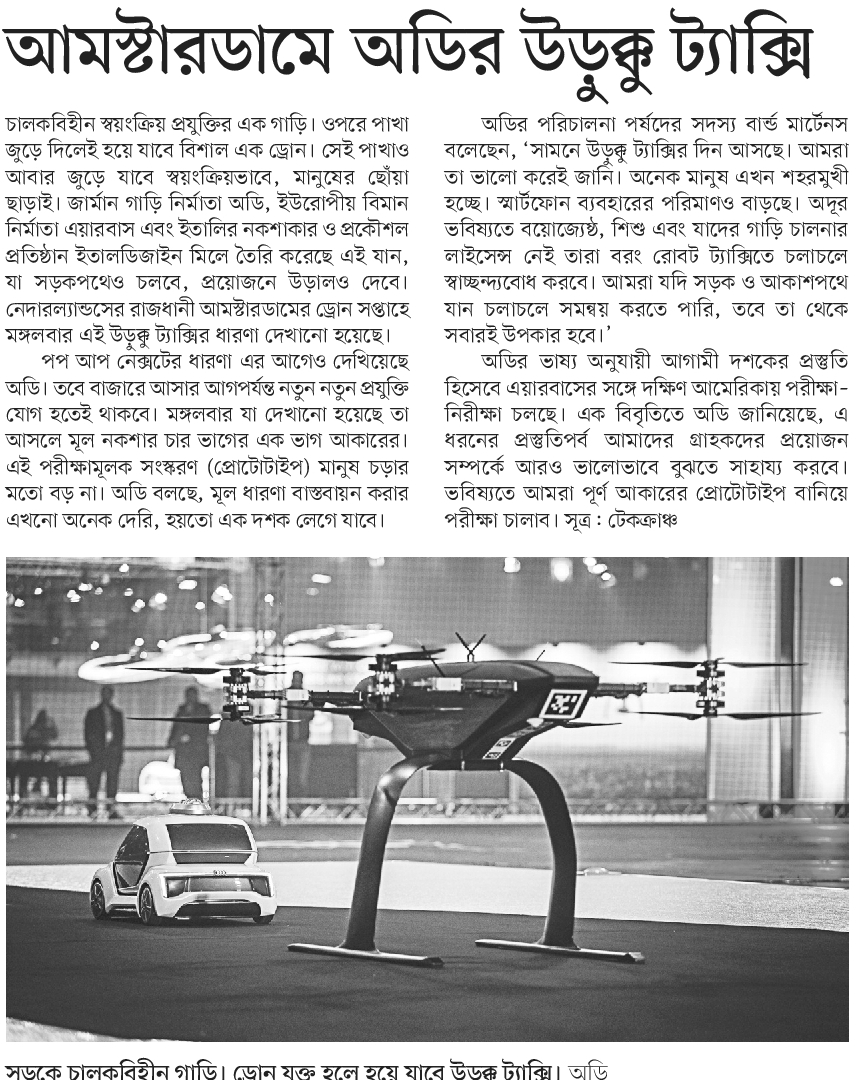 আমস্টারডামে অডির উড়ুক্কু ট্যাক্সি
চালকবিহীন স্বয়ংক্রিয় প্রযুক্তির এক গাড়ি। ওপরে পাখা
জুড়ে দিলেই হয়ে যাবে বিশাল এক ড্রোন। সেই পাখাও
আবার জুড়ে যাবে স্বয়ংক্রিয়ভাবে, মানুষের ছোঁয়া
ছাড়াই। জার্মান গাড়ি নির্মাতা অডি, ইউরোপীয় বিমান
নির্মাতা এয়ারবাস এবং ইতালির নকশাকার ও প্রকৌশল
প্রতিষ্ঠান ইতালডিজাইন মিলে তৈরি করেছে এই যান,
যা সড়কপথেও চলবে, প্রয়োজনে উড়ালও দেবে।
নেদারল্যান্ডসের রাজধানী আমস্টারডামের ড্রোন সপ্তাহে
মঙ্গলবার এই উড়ুক্কু ট্যাক্সির ধারণা দেখানো হয়েছে।
পপ আপ নেক্সটের ধারণা এর আগেও দেখিয়েছে
অডি। তবে বাজারে আসার আগপর্যন্ত নতুন নতুন প্রযুক্তি
যোগ হতেই থাকবে। মঙ্গলবার যা দেখানো হয়েছে তা
আসলে মূল নকশার চার ভাগের এক ভাগ আকারের।
এই পরীক্ষামূলক সংস্করণ (প্রোটোটাইপ) মানুষ চড়ার
মতো বড় না। অডি বলছে, মূল ধারণা বাস্তবায়ন করার
এখনো অনেক দেরি, হয়তো এক দশক লেগে যাবে।
অডির পরিচালনা পর্ষদের সদস্য বার্ন্ড মার্টেনস
বলেছেন, ‘সামনে উড়ুক্কু ট্যাক্সির দিন আসছে। আমরা
তা ভালো করেই জানি। অনেক মানুষ এখন শহরমুখী
হচ্ছে। স্মার্টফোন ব্যবহারের পরিমাণও বাড়ছে। অদূর
ভবিষ্যতে বয়োজ্যেষ্ঠ, শিশু এবং যাদের গাড়ি চালনার
লাইসেন্স নেই তারা বরং রোবট ট্যাক্সিতে চলাচলে
স্বাচ্ছন্দ্যবোধ করবে। আমরা যদি সড়ক ও আকাশপথে
যান চলাচলে সমন্বয় করতে পারি, তবে তা থেকে
সবারই উপকার হবে।’
অডির ভাষ্য অনুযায়ী আগামী দশকের প্রস্তুতি
হিসেবে এয়ারবাসের সঙ্গে দক্ষিণ আমেরিকায় পরীক্ষা-
নিরীক্ষা চলছে। এক বিবৃতিতে অডি জানিয়েছে, এ
ধরনের প্রস্তুতিপর্ব আমাদের গ্রাহকদের প্রয়োজন
সম্পর্কে আরও ভালোভাবে বুঝতে সাহায্য করবে।
ভবিষ্যতে আমরা পূর্ণ আকারের প্রোটোটাইপ বানিয়ে
পরীক্ষা চালাব। সূত্র : টেকক্রাঞ্চ
সড়কে চালকবিহীন গাড়ি। ড্রোন যুক্ত হলে হয়ে যাবে উড়ুক্কু ট্যাক্সি। অডি